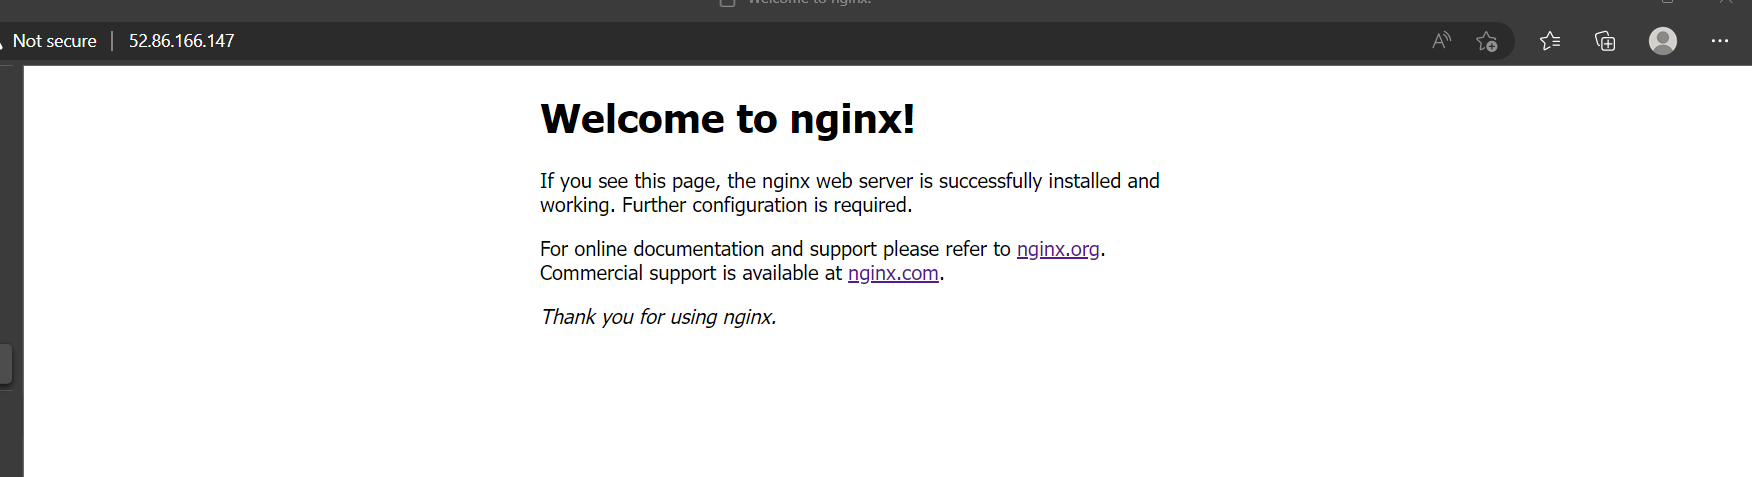 Welcome to nginx!
Not secure
52.86.166.147
Welcome to nginx!
If you see this page, the nginx web server is successfully installed and
working. Further configuration is required.
For online documentation and support please refer to nginx.org.
Commercial support is available at nginx.com.
Thank you for using nginx.